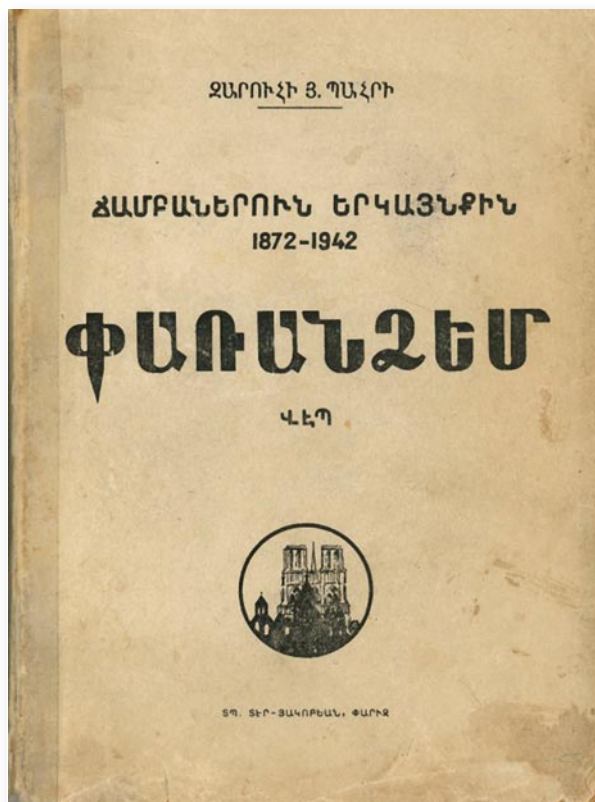 ԶԱՐՈՒՀԻ Յ. ՊԱՀՐԻ
ՃԱՄԲԱՆԵՐՈՒՆ ԵՐԿԱՅՆՔԻՆ
1872-1942
ՓԱՌԱՆՁԵՄ
ՎԷՊ
ՏՊ. ՏԷՐ-ՅԱԿՈԲԵԱՆ, ՓԱՐԻԶ